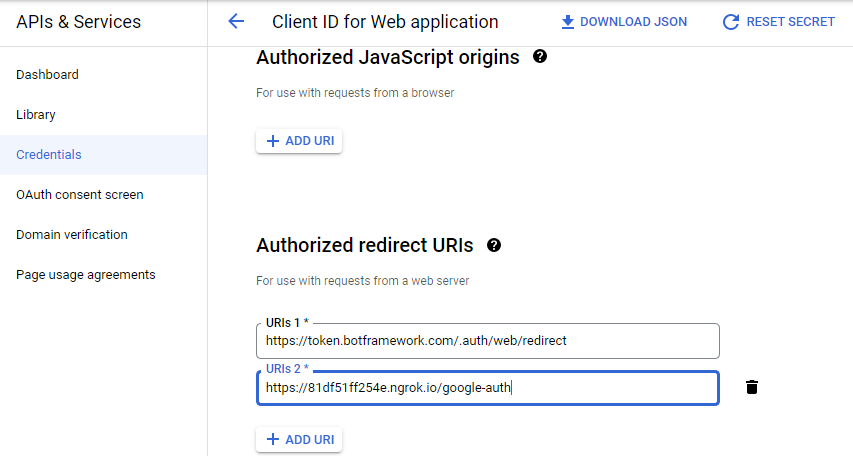 APIs & Services
Client ID for Web application
DOWNLOAD JSON
RESET SECRET
Dashboard
Library
Credentials
OAuth consent screen
Domain verification
Page usage agreements
Authorized JavaScript origins
For use with requests from a browser
ADD URI
Authorized redirect URIs
For use with requests from a web server
URIs 1 *
https://token.botframework.com/.auth/web/redirect
URIs 2 *
https://81df51ff254e.ngrok.io/google-auth
ADD URI